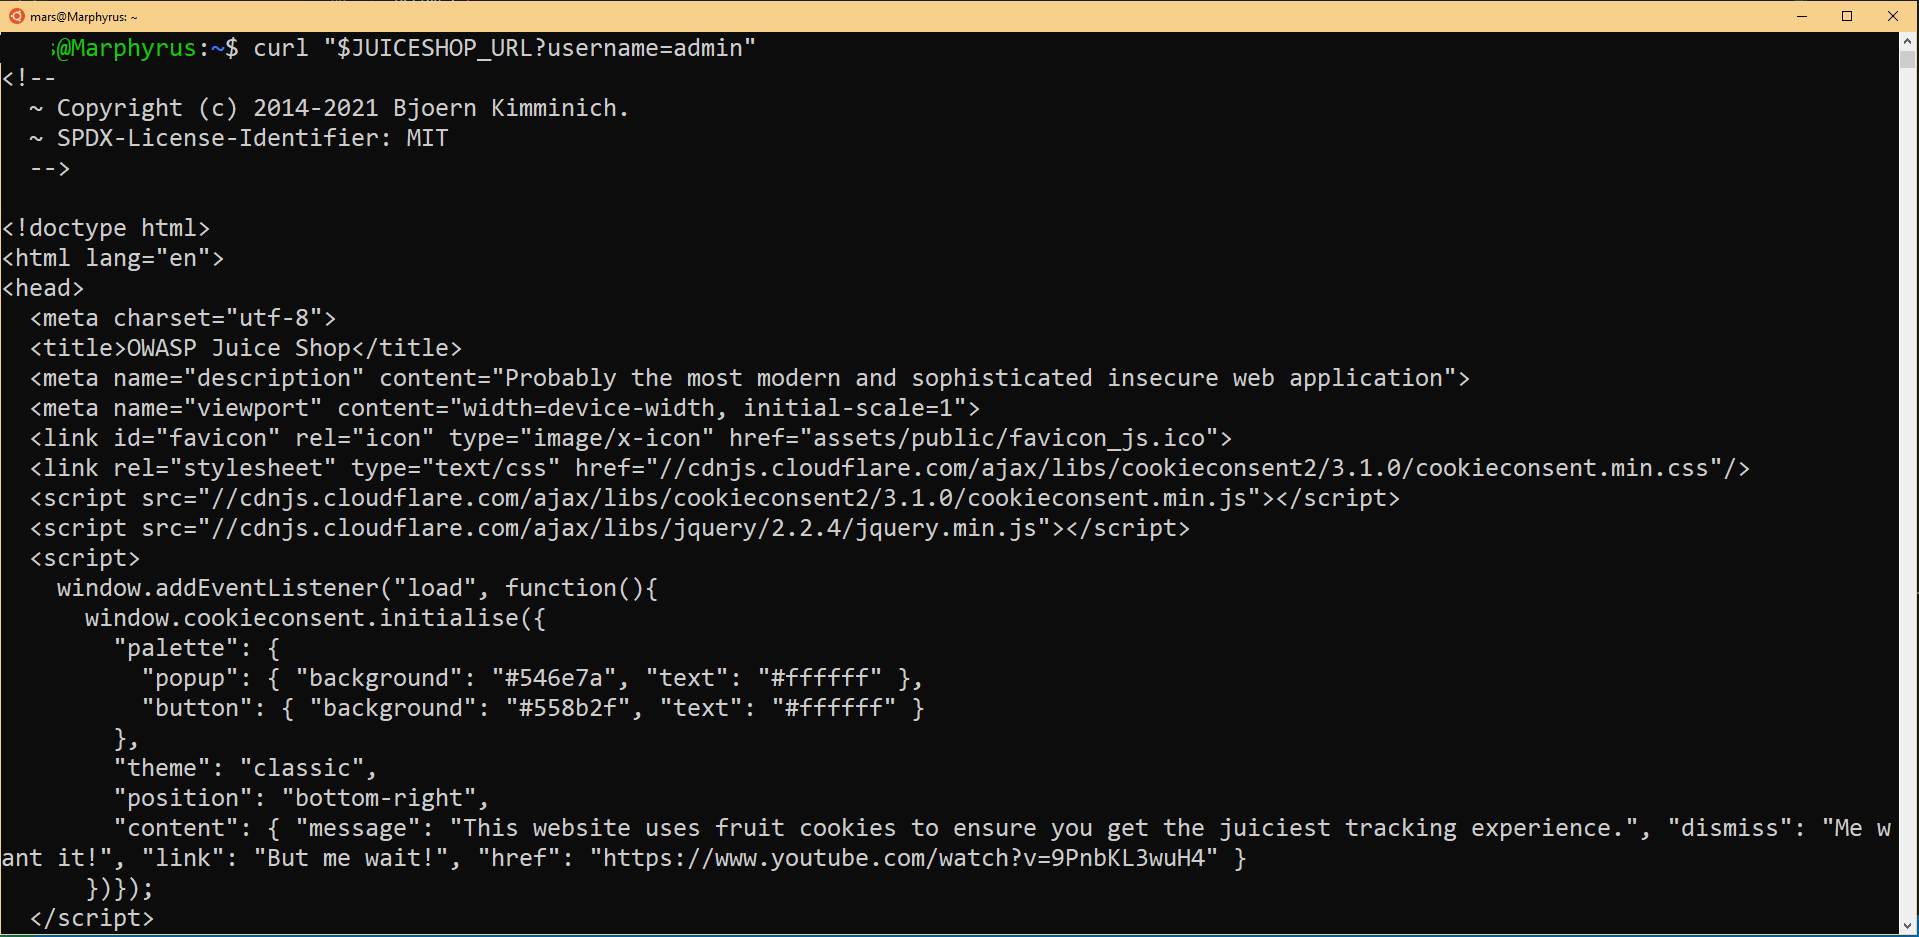 mars@Marphyrus: ~
@Marphyrus:~$ curl "$JUICESHOP_URL?username=admin"
<!--
  ~ Copyright (c) 2014-2021 Bjoern Kimminich.
  ~ SPDX-License-Identifier: MIT
  -->
<!doctype html>
<html lang="en">
<head>
  <meta charset="utf-8">
  <title>OWASP Juice Shop</title>
  <meta name="description" content="Probably the most modern and sophisticated insecure web application">
  <meta name="viewport" content="width=device-width, initial-scale=1">
  <link id="favicon" rel="icon" type="image/x-icon" href="assets/public/favicon_js.ico">
  <link rel="stylesheet" type="text/css" href="//cdnjs.cloudflare.com/ajax/libs/cookieconsent2/3.1.0/cookieconsent.min.css"/>
  <script src="//cdnjs.cloudflare.com/ajax/libs/cookieconsent2/3.1.0/cookieconsent.min.js"></script>
  <script src="//cdnjs.cloudflare.com/ajax/libs/jquery/2.2.4/jquery.min.js"></script>
  <script>
    window.addEventListener("load", function(){
      window.cookieconsent.initialise({
        "palette": {
          "popup": { "background": "#546e7a", "text": "#ffffff" },
          "button": { "background": "#558b2f", "text": "#ffffff" }
        },
        "theme": "classic",
        "position": "bottom-right",
        "content": { "message": "This website uses fruit cookies to ensure you get the juiciest tracking experience.", "dismiss": "Me w
ant it!", "link": "But me wait!", "href": "https://www.youtube.com/watch?v=9PnbKL3wuH4" }
      })});
  </script>